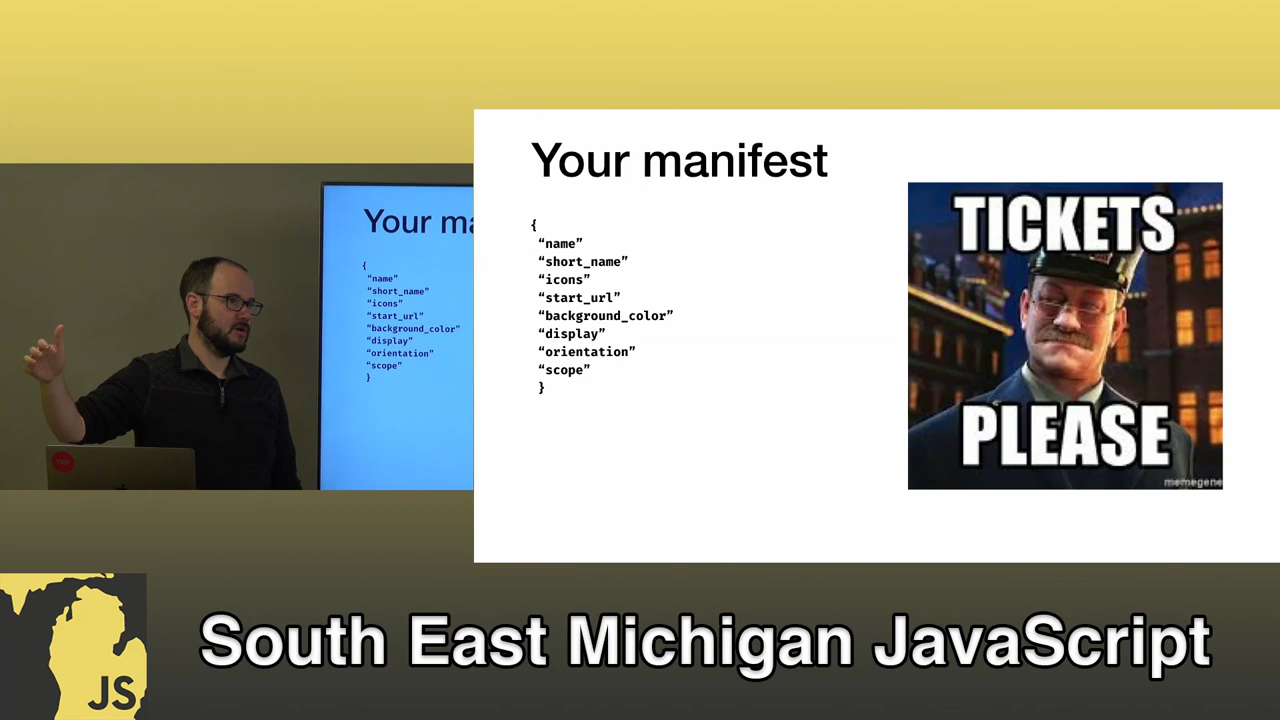 Your manifest
{
“name”
“short_name”
“icons”
“start_url”
“background_color”
“display”
“orientation”
“scope”
}
TICKETS
PLEASE
memegene
Your ma
{
“name”
“short_name”
“icons”
“start_url”
“background_color”
“display”
“orientation”
“scope”
}
JS
South East Michigan JavaScript